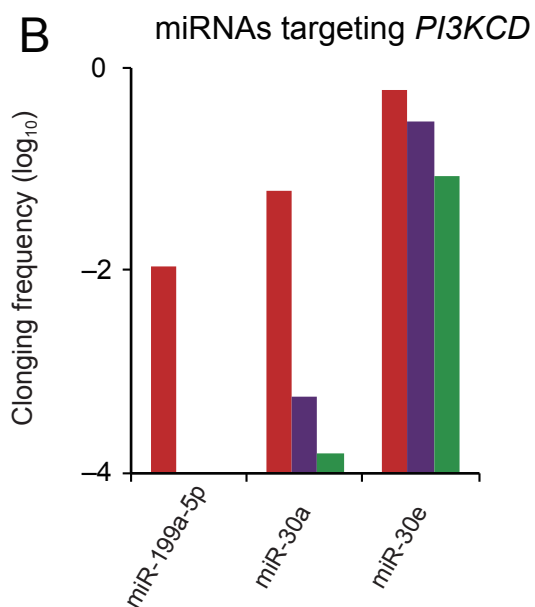 B
miRNAs targeting PI3KCD
Clonging frequency (log₁₀)
0
–2
–4
miR-199a-5p
miR-30a
miR-30e